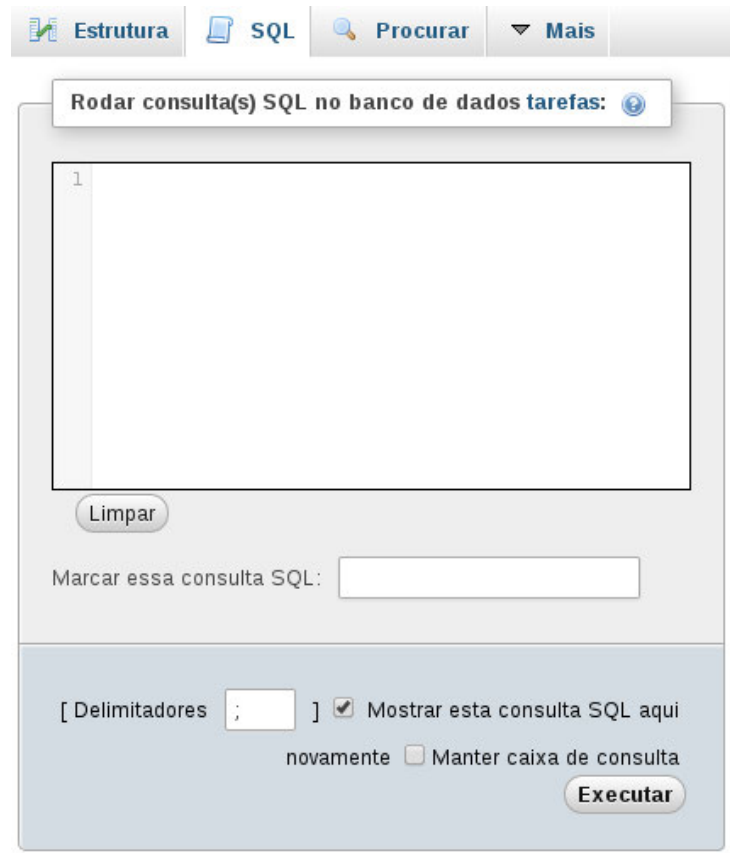 Estrutura SQL Procurar Mais
Rodar consulta(s) SQL no banco de dados tarefas:
1
Limpar
Marcar essa consulta SQL:
[ Delimitadores ; ] Mostrar esta consulta SQL aqui
novamente Manter caixa de consulta
Executar